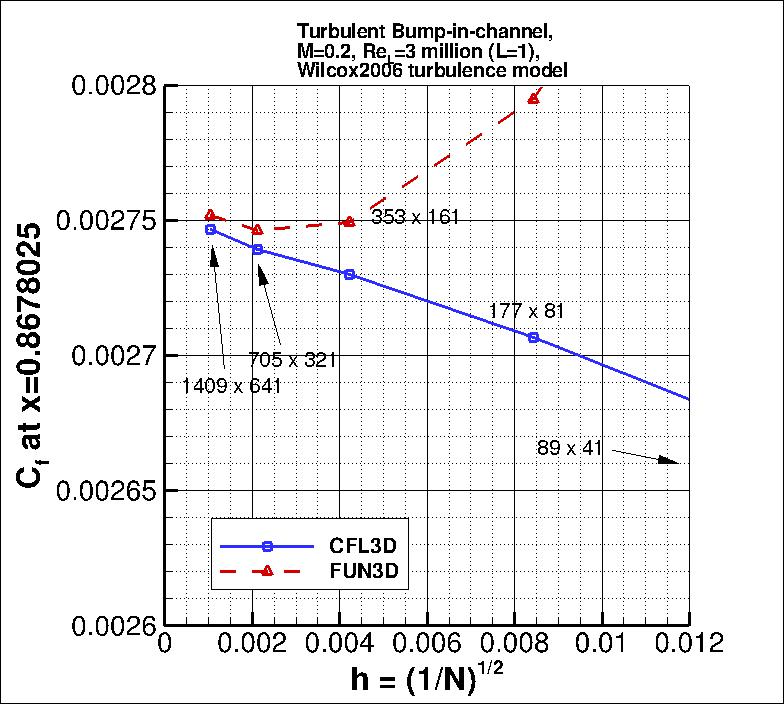 Turbulent Bump-in-channel,
M=0.2, Re_L=3 million (L=1),
Wilcox2006 turbulence model
0.0028
0.00275
0.0027
0.00265
0.0026
C_f at x=0.8678025
353 x 161
177 x 81
705 x 321
1409 x 641
89 x 41
CFL3D
FUN3D
0 0.002 0.004 0.006 0.008 0.01 0.012
h = (1/N)^1/2